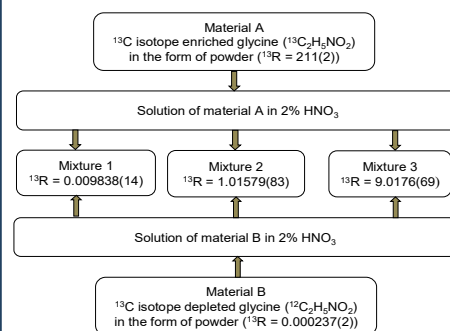 Material A
¹³C isotope enriched glycine (¹³C₂H₅NO₂)
in the form of powder (¹³R = 211(2))
Solution of material A in 2% HNO₃
Mixture 1
¹³R = 0.009838(14)
Mixture 2
¹³R = 1.01579(83)
Mixture 3
¹³R = 9.0176(69)
Solution of material B in 2% HNO₃
Material B
¹³C isotope depleted glycine (¹²C₂H₅NO₂)
in the form of powder (¹³R = 0.000237(2))